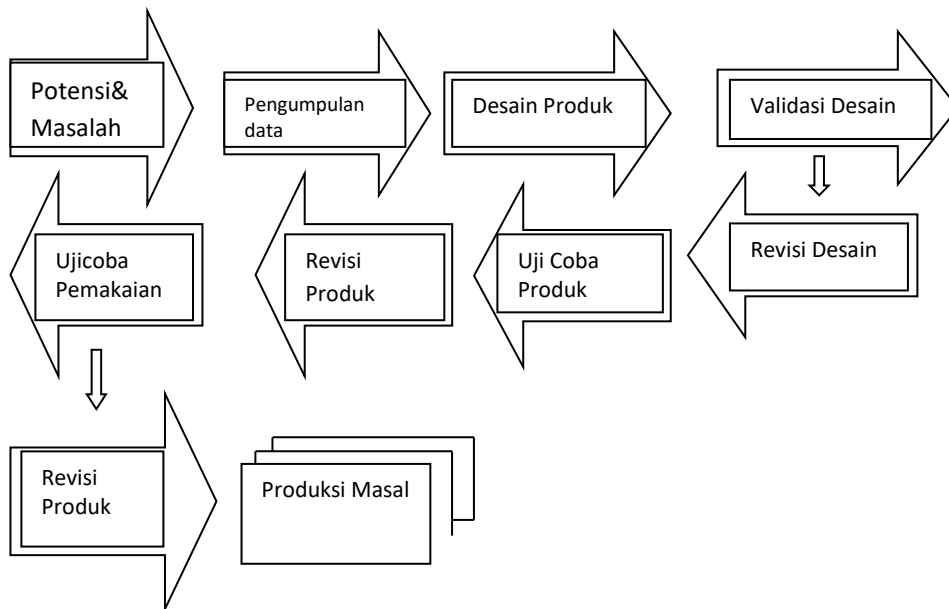 Potensi&
Masalah
Pengumpulan
data
Desain Produk
Validasi Desain
Revisi Desain
Uji Coba
Produk
Revisi
Produk
Ujicoba
Pemakaian
Revisi
Produk
Produksi Masal